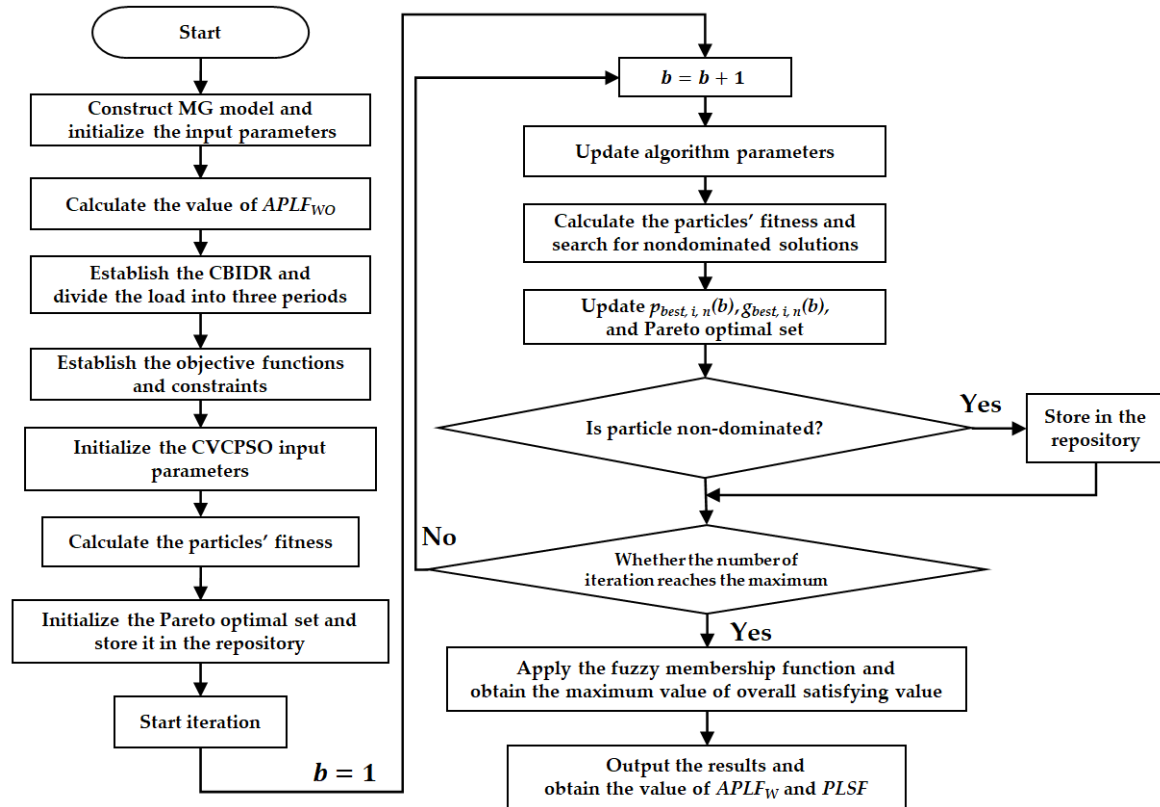 Start
Construct MG model and
initialize the input parameters
Calculate the value of APLF_WO
Establish the CBIDR and
divide the load into three periods
Establish the objective functions
and constraints
Initialize the CVCPSO input
parameters
Calculate the particles’ fitness
Initialize the Pareto optimal set and
store it in the repository
Start iteration
b = 1
b = b + 1
Update algorithm parameters
Calculate the particles’ fitness and
search for nondominated solutions
Update p_best, i, n(b), g_best, i, n(b),
and Pareto optimal set
Is particle non-dominated?
Yes
Store in the
repository
No
Whether the number of
iteration reaches the maximum
Yes
Apply the fuzzy membership function and
obtain the maximum value of overall satisfying value
Output the results and
obtain the value of APLF_W and PLSF